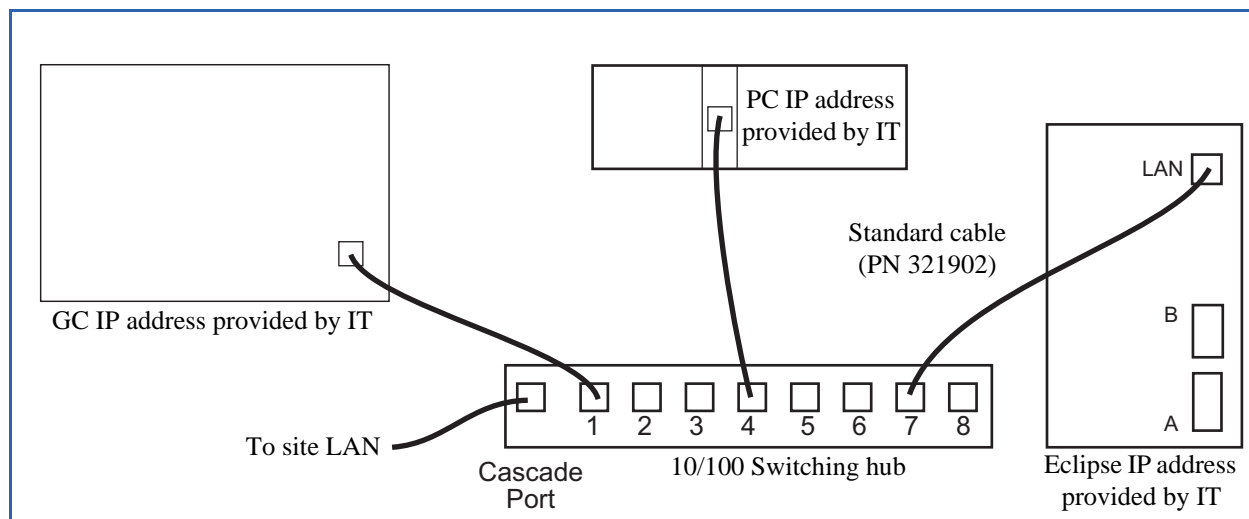 PC IP address
provided by IT
LAN
Standard cable
(PN 321902)
GC IP address provided by IT
B
A
To site LAN
1 2 3 4 5 6 7 8
Cascade
Port
10/100 Switching hub
Eclipse IP address
provided by IT